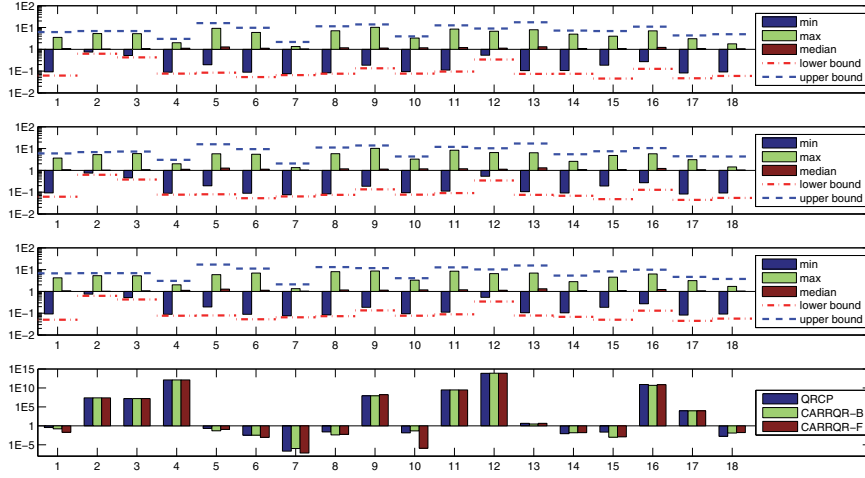 1E2
1E1
1
1E−1
1E−2
1 2 3 4 5 6 7 8 9 10 11 12 13 14 15 16 17 18
min
max
median
lower bound
upper bound
1E2
1E1
1
1E−1
1E−2
1 2 3 4 5 6 7 8 9 10 11 12 13 14 15 16 17 18
min
max
median
lower bound
upper bound
1E2
1E1
1
1E−1
1E−2
1 2 3 4 5 6 7 8 9 10 11 12 13 14 15 16 17 18
min
max
median
lower bound
upper bound
1E15
1E10
1E5
1
1E−5
1 2 3 4 5 6 7 8 9 10 11 12 13 14 15 16 17 18
QRCP
CARRQR−B
CARRQR−F